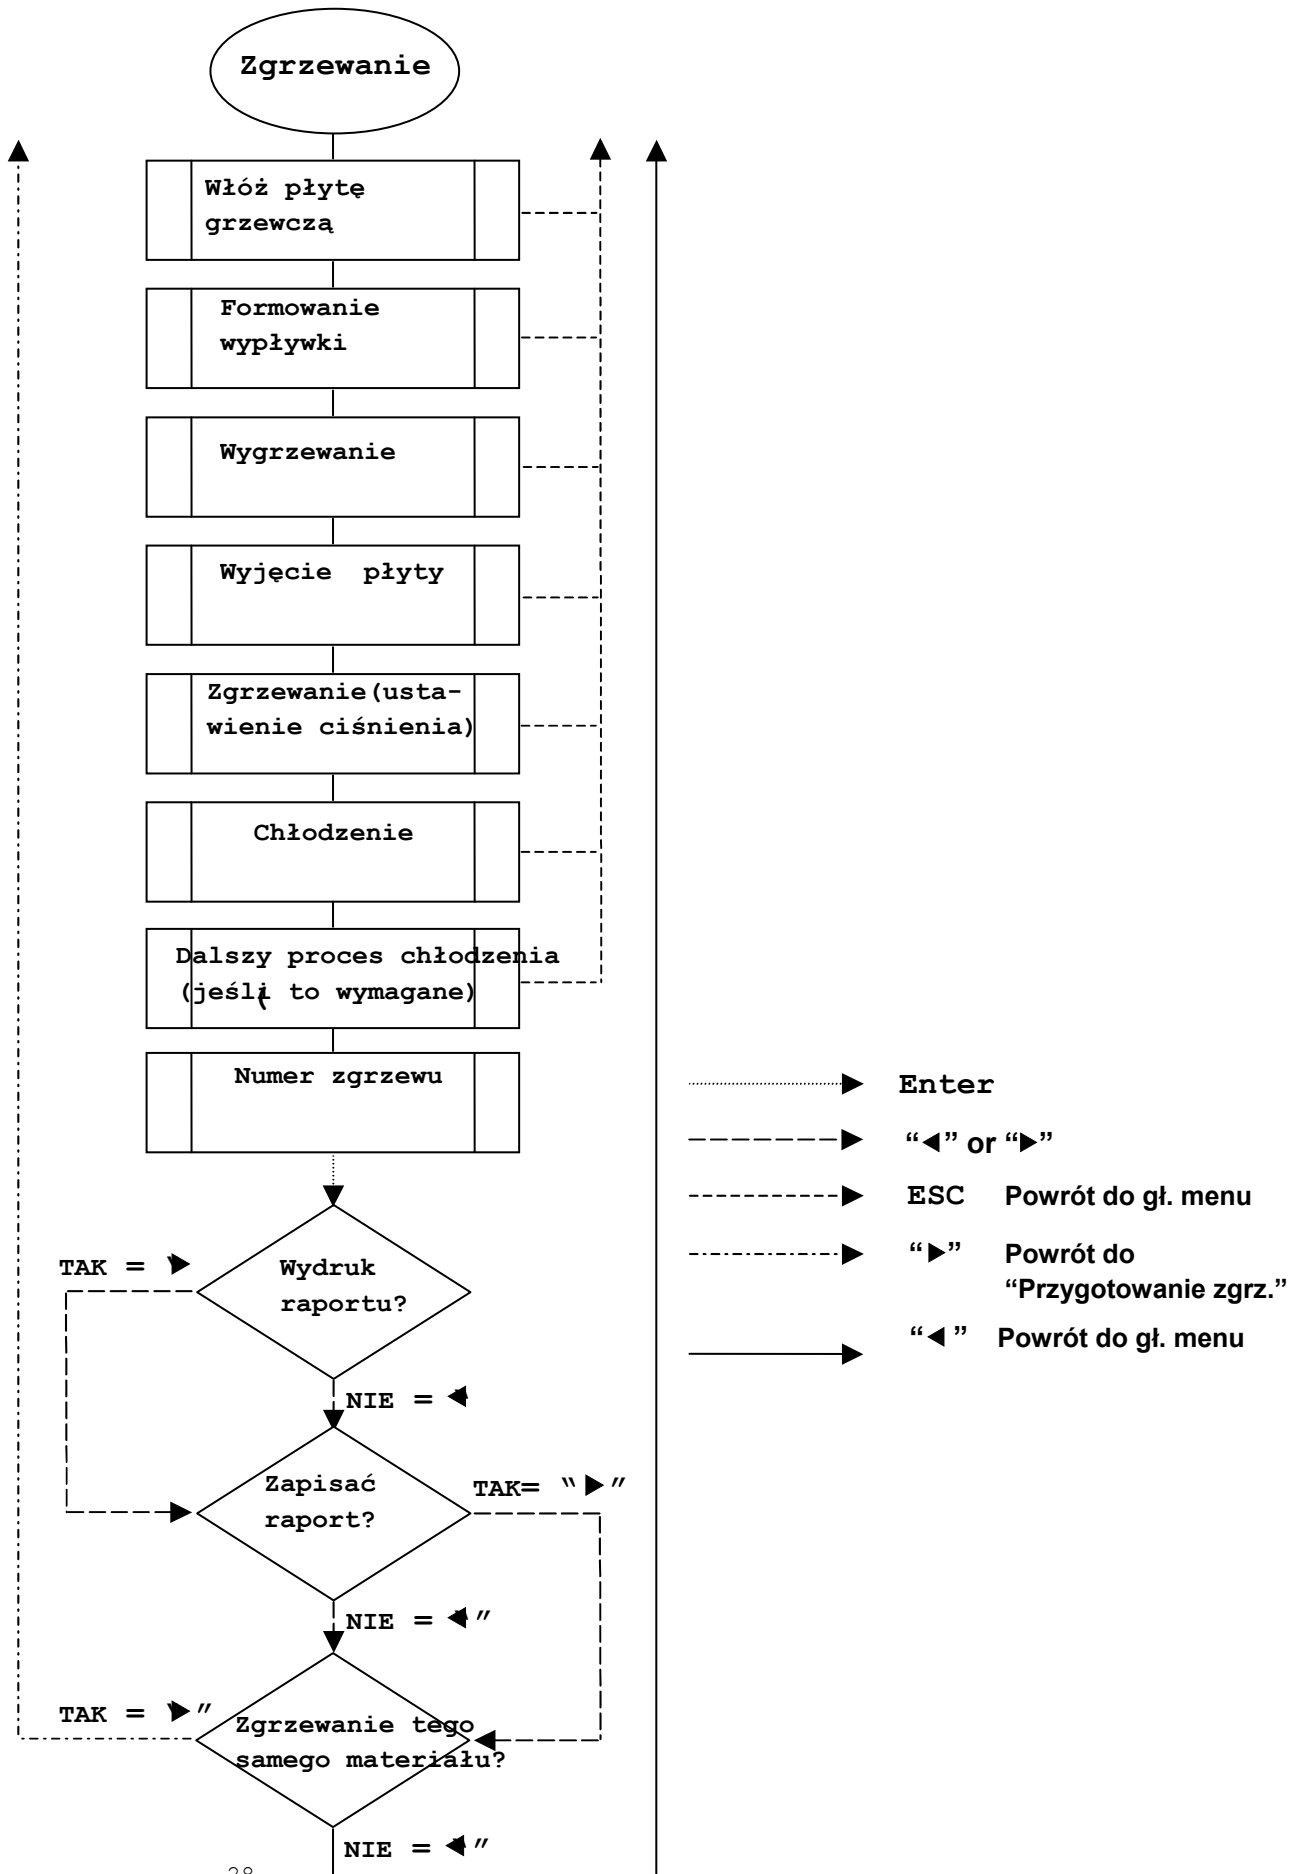 Zgrzewanie
Włóż płytę
grzewczą
Formowanie
wypływki
Wygrzewanie
Wyjęcie płyty
Zgrzewanie(usta-
wienie ciśnienia)
Chłodzenie
Dalszy proces chłodzenia
(jeśli to wymagane)
(
Numer zgrzewu
Enter
“◀” or “▶”
ESC Powrót do gł. menu
“▶” Powrót do
“Przygotowanie zgrz.”
“◀ ” Powrót do gł. menu
TAK = ▶
Wydruk
raportu?
NIE = ◀
Zapisać
raport?
TAK= “▶”
NIE = ◀”
TAK = ▶”
Zgrzewanie tego
samego materiału?
NIE = ◀”